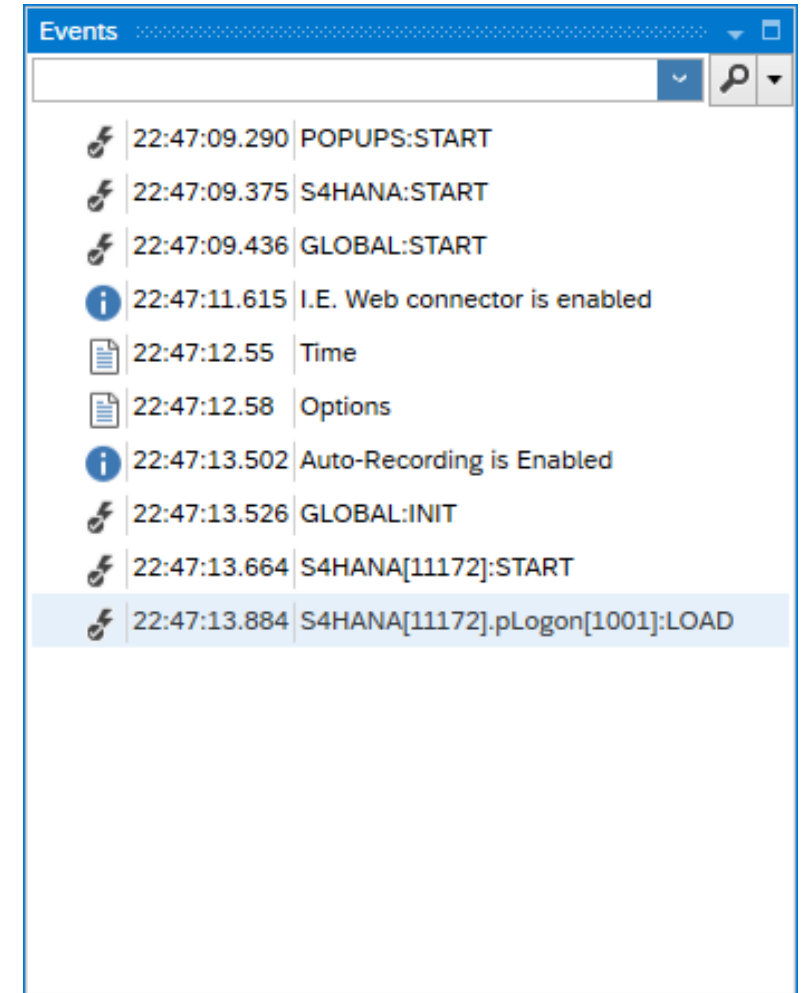 Events
22:47:09.290 POPUPS:START
22:47:09.375 S4HANA:START
22:47:09.436 GLOBAL:START
22:47:11.615 I.E. Web connector is enabled
22:47:12.55 Time
22:47:12.58 Options
22:47:13.502 Auto-Recording is Enabled
22:47:13.526 GLOBAL:INIT
22:47:13.664 S4HANA[11172]:START
22:47:13.884 S4HANA[11172].pLogon[1001]:LOAD